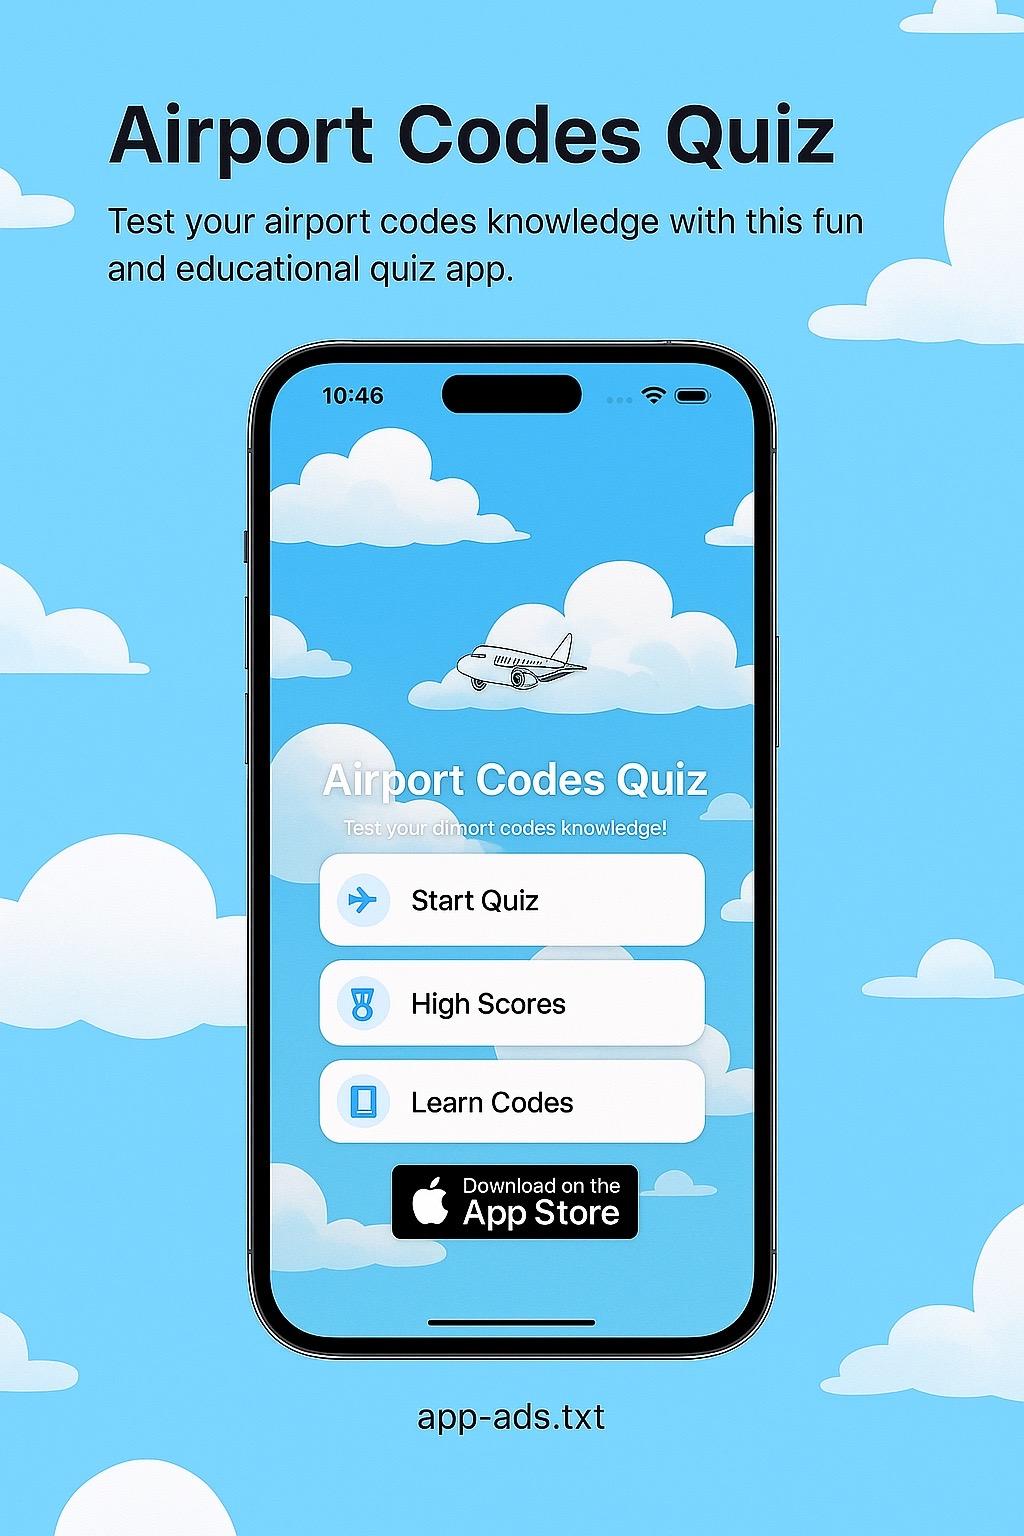 Airport Codes Quiz
Test your airport codes knowledge with this fun
and educational quiz app.
10:46
Airport Codes Quiz
Test your dimort codes knowledge!
Start Quiz
High Scores
Learn Codes
Download on the
App Store
app-ads.txt